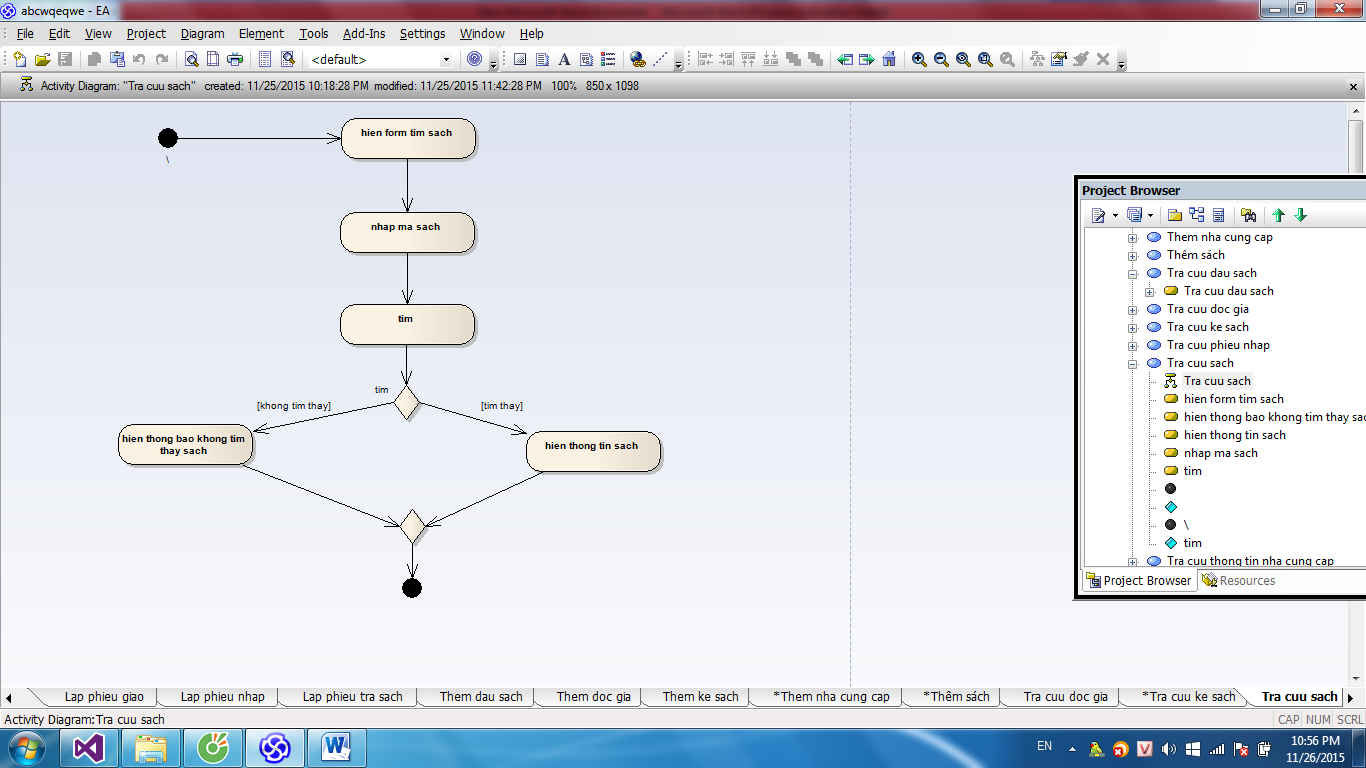 abcwqeqwe - EA
File Edit View Project Diagram Element Tools Add-Ins Settings Window Help
<default>
Activity Diagram: "Tra cuu sach" created: 11/25/2015 10:18:28 PM modified: 11/25/2015 11:42:28 PM 100% 850 x 1098
hien form tim sach
\
nhap ma sach
tim
tim
[khong tim thay]
[tim thay]
hien thong bao khong tim
thay sach
hien thong tin sach
Project Browser
Them nha cung cap
Thêm sách
Tra cuu dau sach
Tra cuu dau sach
Tra cuu doc gia
Tra cuu ke sach
Tra cuu phieu nhap
Tra cuu sach
Tra cuu sach
hien form tim sach
hien thong bao khong tim thay sac
hien thong tin sach
nhap ma sach
tim
\
tim
Tra cuu thong tin nha cung cap
Project Browser Resources
Lap phieu giao Lap phieu nhap Lap phieu tra sach Them dau sach Them doc gia Them ke sach *Them nha cung cap *Thêm sách Tra cuu doc gia *Tra cuu ke sach Tra cuu sach
Activity Diagram:Tra cuu sach CAP NUM SCRL
EN
10:56 PM
11/26/2015